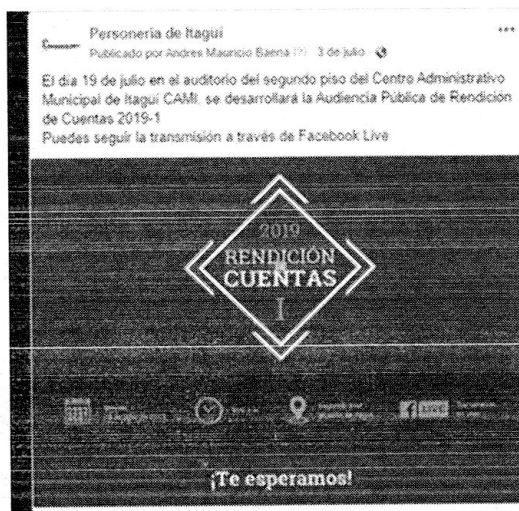 Personería de Itagüí
Publicado por Andres Mauricio Baena 3 de julio
El día 19 de julio en el auditorio del segundo piso del Centro Administrativo
Municipal de Itagüí CAMI, se desarrollará la Audiencia Pública de Rendición
de Cuentas 2019-1
Puedes seguir la transmisión a través de Facebook Live
2019
RENDICIÓN
CUENTAS
I
LIVE
¡Te esperamos!